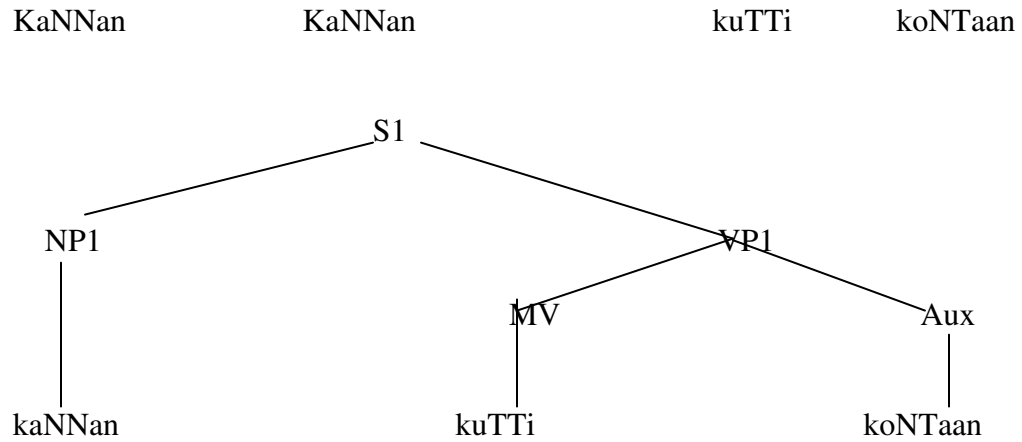 KaNNan KaNNan kuTTi koNTaan
S1
NP1 VP1
MV Aux
kaNNan kuTTi koNTaan